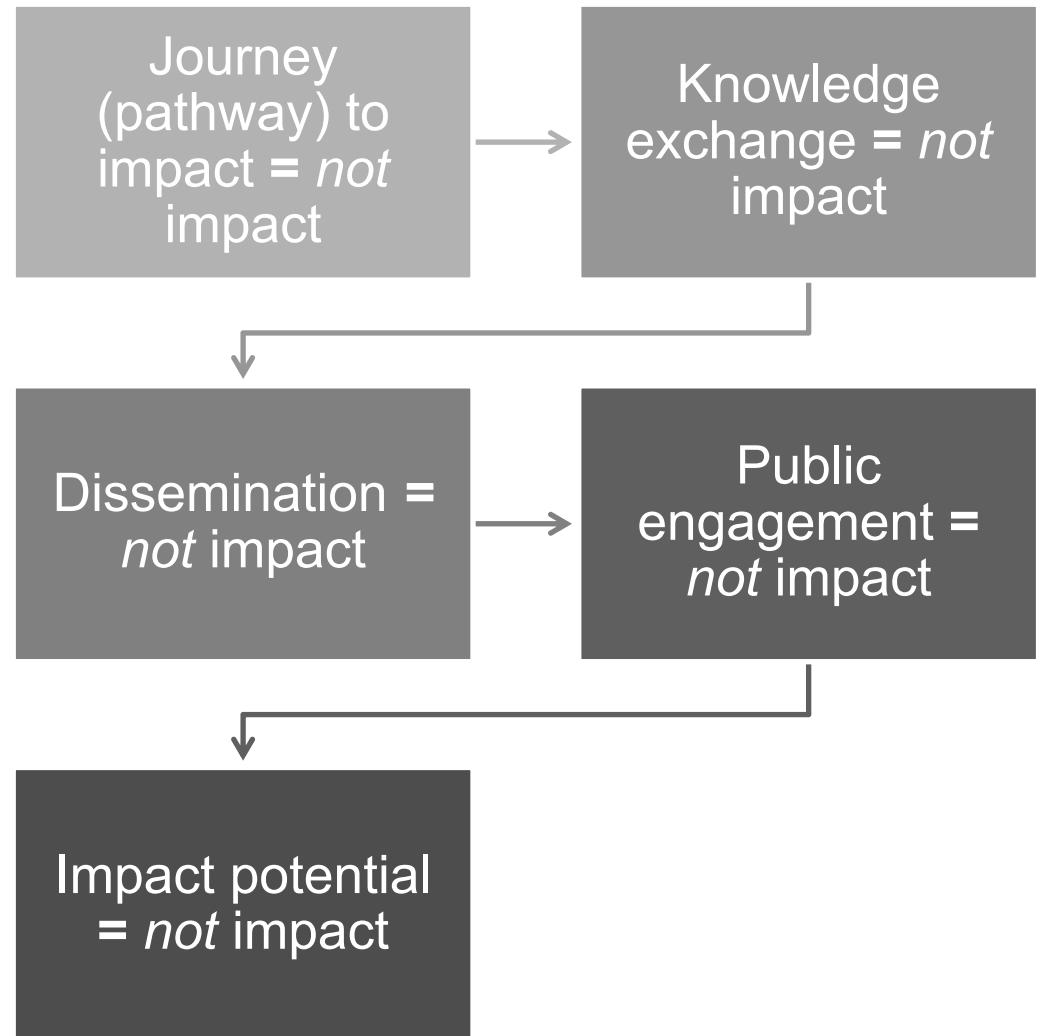 Journey
(pathway) to
impact = not
impact
Knowledge
exchange = not
impact
Dissemination =
not impact
Public
engagement =
not impact
Impact potential
= not impact